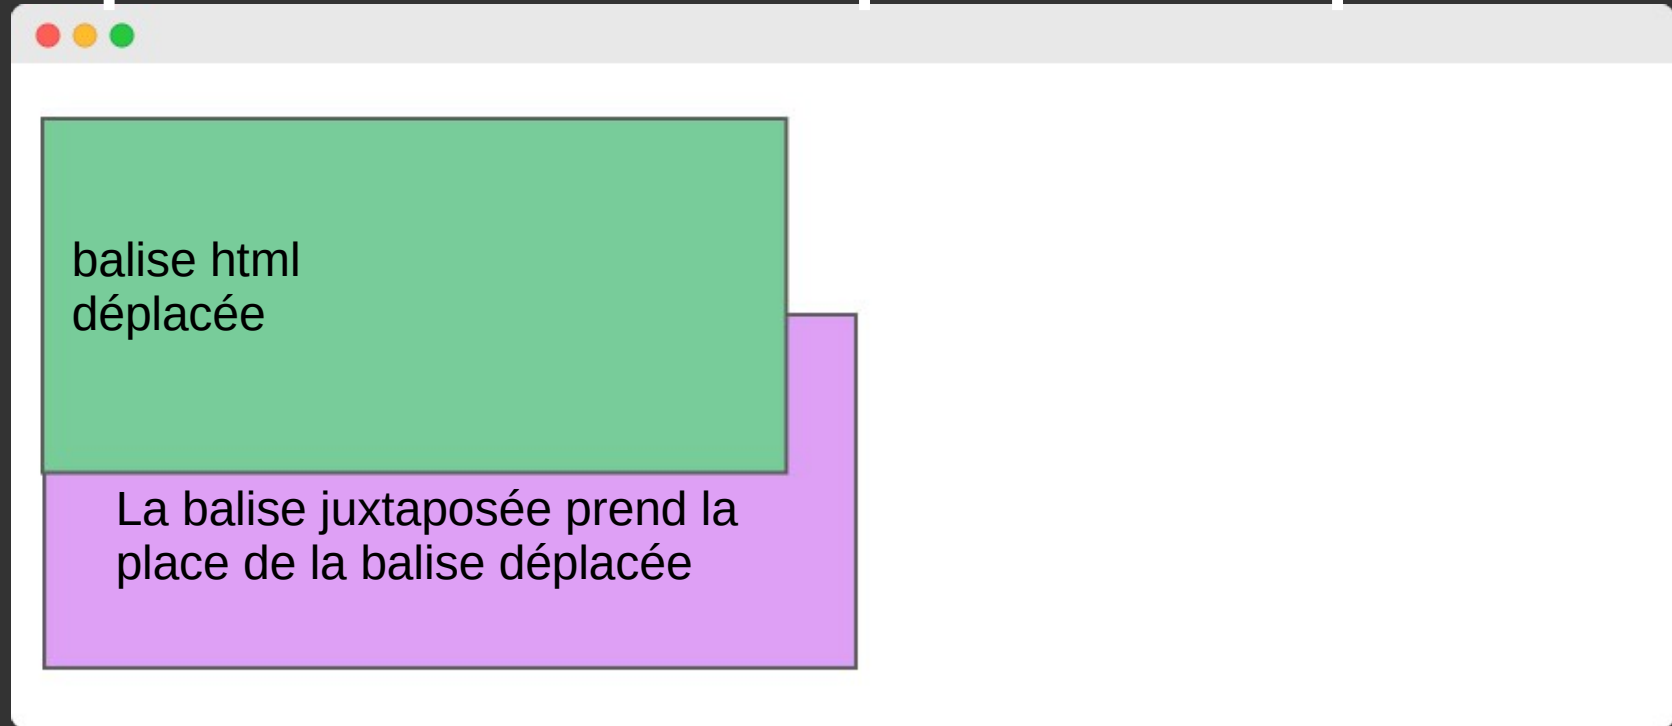 balise html
déplacée
La balise juxtaposée prend la
place de la balise déplacée